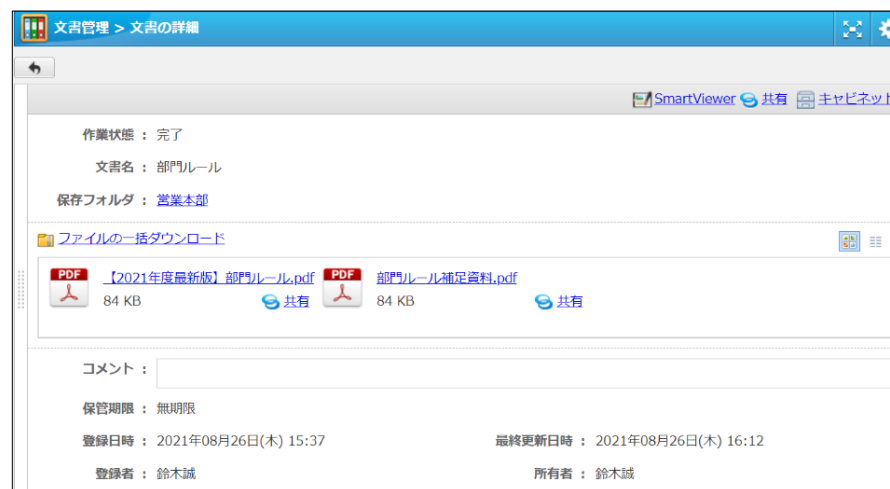 文書管理 > 文書の詳細
SmartViewer 共有 キャビネット
作業状態 : 完了
文書名 : 部門ルール
保存フォルダ : 営業本部
ファイルの一括ダウンロード
PDF 【2021年度最新版】部門ルール.pdf PDF 部門ルール補足資料.pdf
84 KB 共有 84 KB 共有
コメント :
保管期限 : 無期限
登録日時 : 2021年08月26日(木) 15:37 最終更新日時 : 2021年08月26日(木) 16:12
登録者 : 鈴木誠 所有者 : 鈴木誠